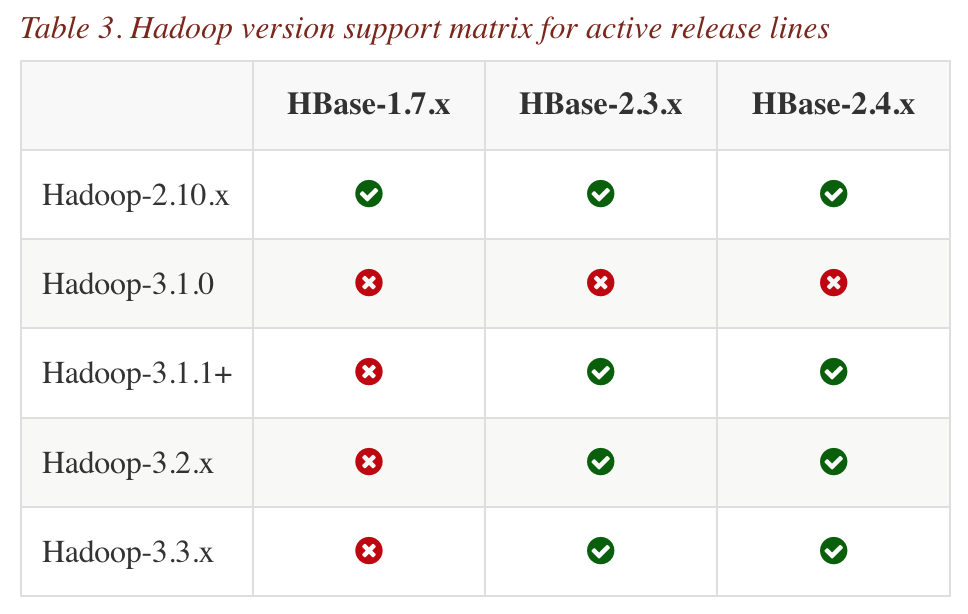 Table 3. Hadoop version support matrix for active release lines
HBase-1.7.x HBase-2.3.x HBase-2.4.x
Hadoop-2.10.x
Hadoop-3.1.0
Hadoop-3.1.1+
Hadoop-3.2.x
Hadoop-3.3.x